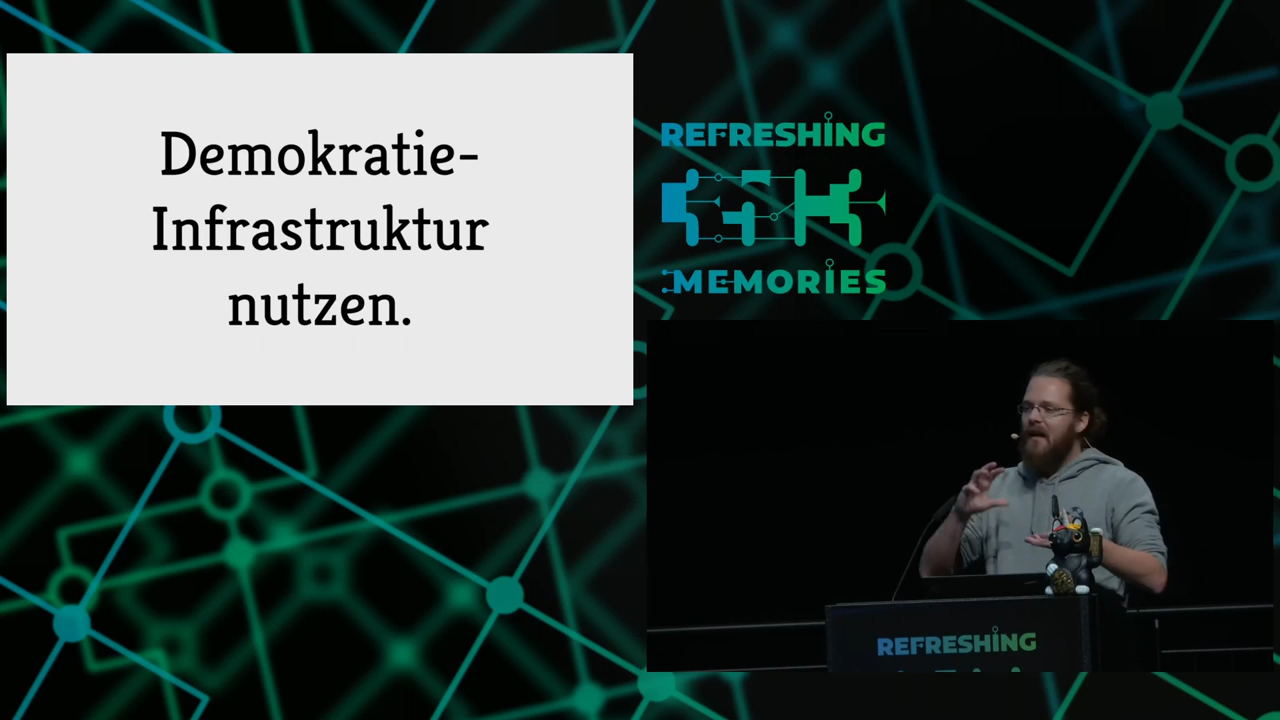 Demokratie-
Infrastruktur
nutzen.
REFRESHING
MEMORIES
REFRESHING